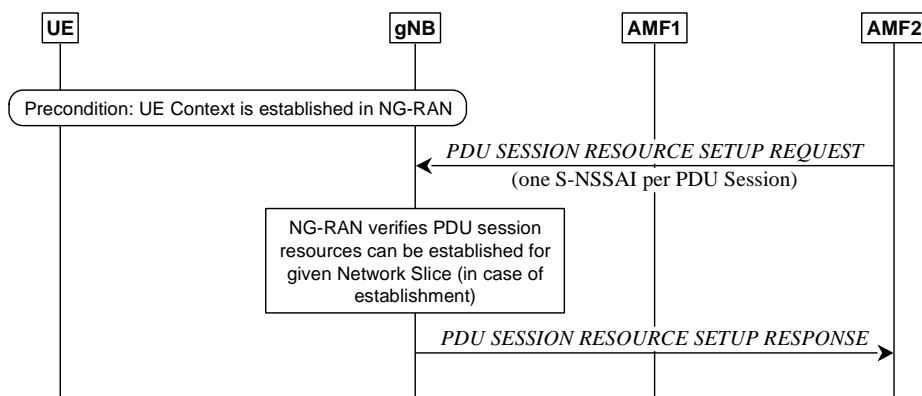 UE
gNB
AMF1
AMF2
Precondition: UE Context is established in NG-RAN
PDU SESSION RESOURCE SETUP REQUEST
(one S-NSSAI per PDU Session)
NG-RAN verifies PDU session
resources can be established for
given Network Slice (in case of
establishment)
PDU SESSION RESOURCE SETUP RESPONSE